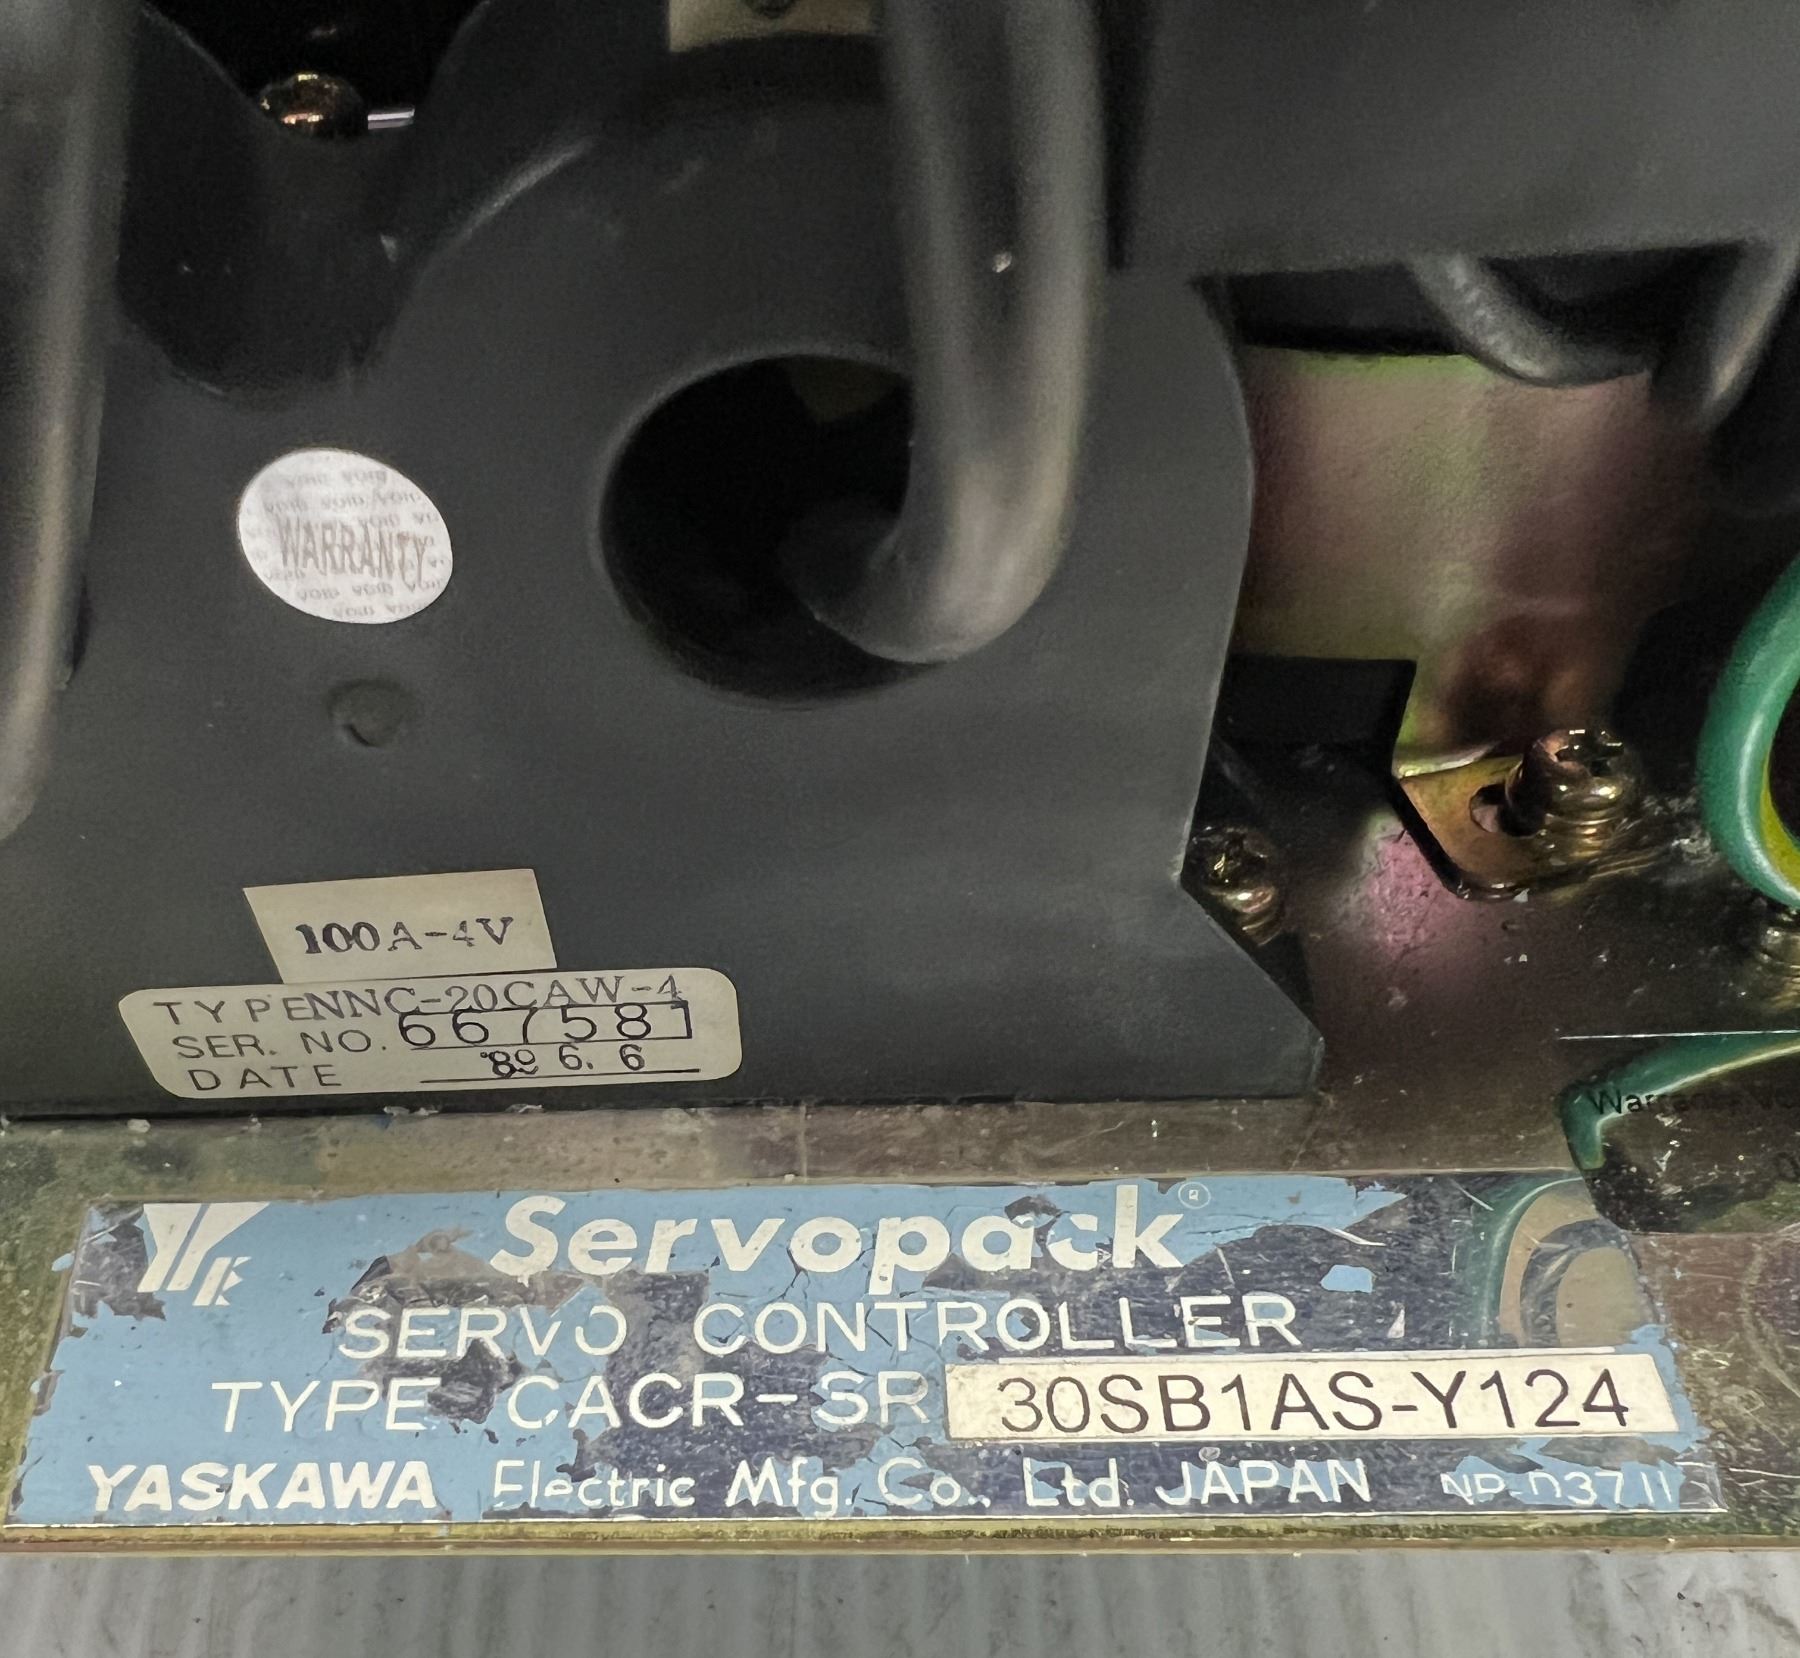 WARRANTY
100A-4V
TYPE NNC-20CAW-4
SER. NO. 667581
DATE '89 6. 6
Servopack®
SERVO CONTROLLER
TYPE CACR-SR 30SB1AS-Y124
YASKAWA Electric Mfg. Co., Ltd. JAPAN